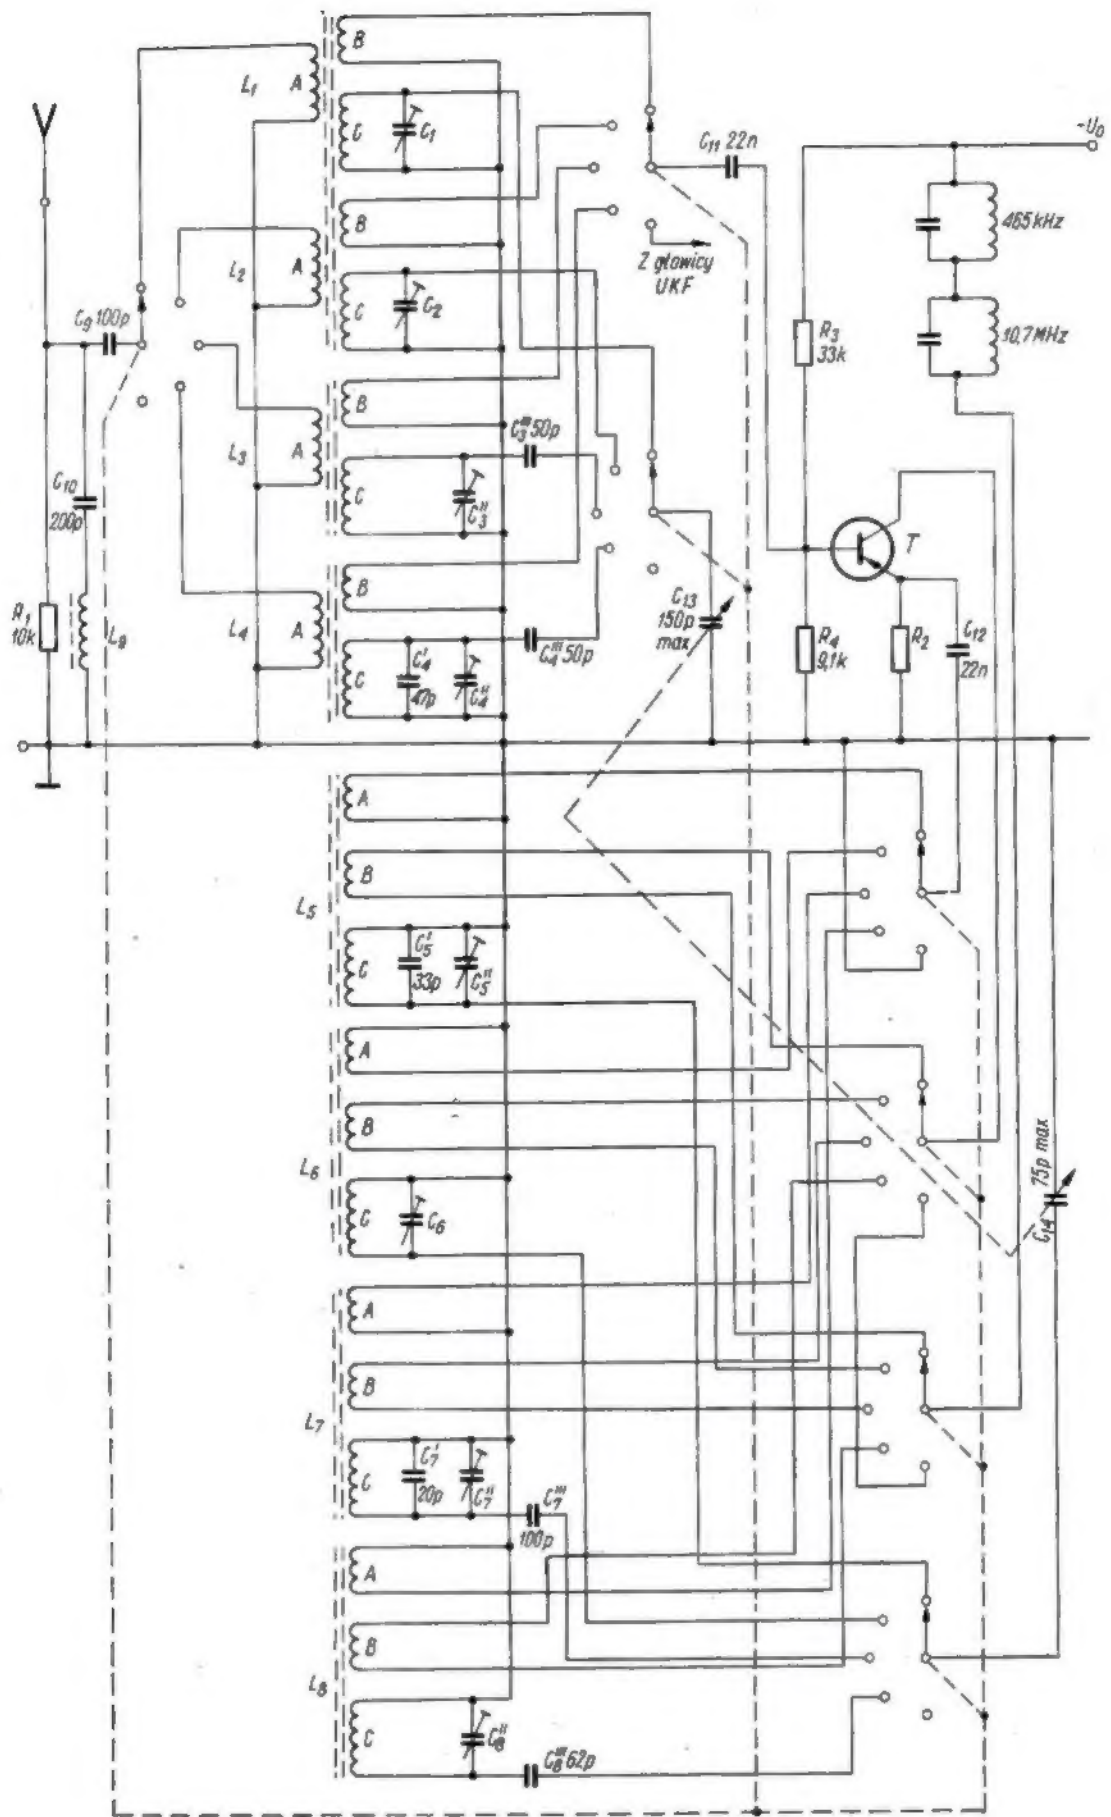 B
L₁
A
C
C₁
C₁₁ 22n
-U₀
B
465kHz
Z głowicy
UKF
L₂
A
C
C₂
C₉ 100p
R₃
33k
10,7MHz
B
C₃''' 50p
L₃
A
C
C₃''
C₁₀
200p
T
B
R₁
10k
L₉
L₄
A
C₄''' 50p
C₁₃
150p
max
R₄
9,1k
R₂
C₁₂
22n
C
C₄'
47p
C₄''
A
B
L₅
C
C₅'
33p
C₅''
A
B
75p max
C₁₄
L₆
C
C₆
A
B
L₇
C
C₇'
20p
C₇''
C₇'''
100p
A
B
L₈
C
C₈''
C₈''' 62p